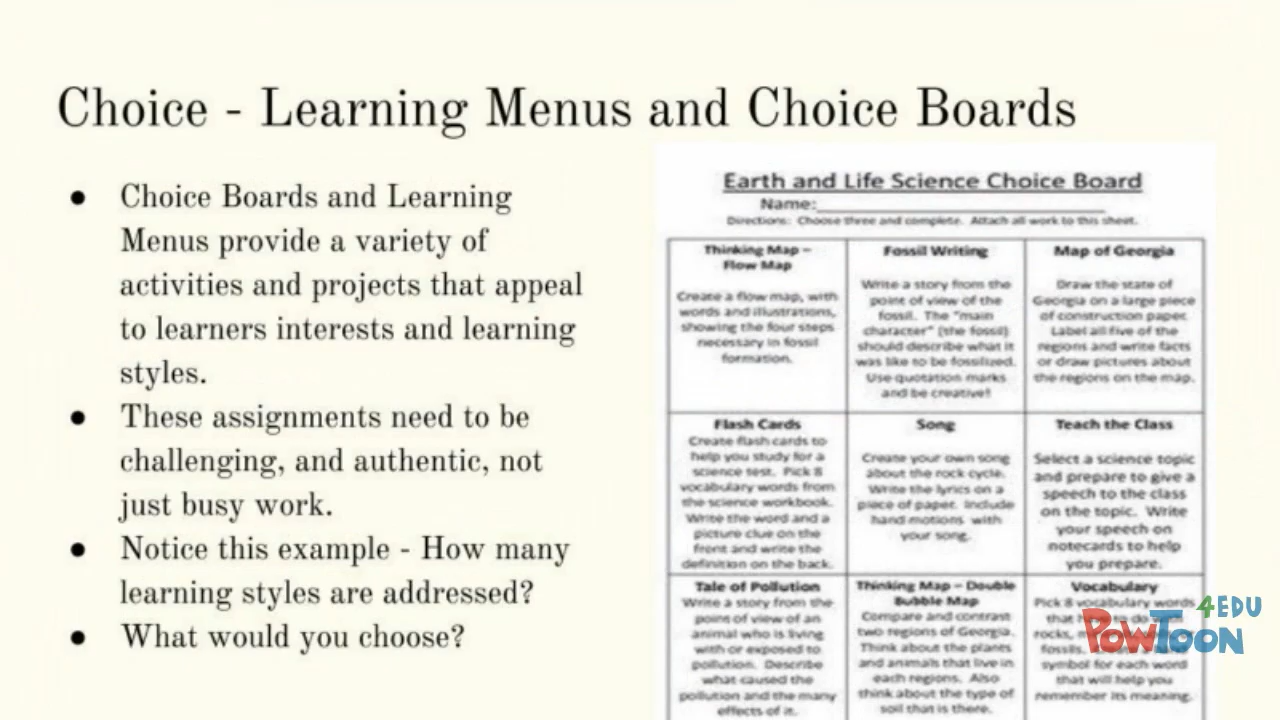 Choice - Learning Menus and Choice Boards
● Choice Boards and Learning
Menus provide a variety of
activities and projects that appeal
to learners interests and learning
styles.
● These assignments need to be
challenging, and authentic, not
just busy work.
● Notice this example - How many
learning styles are addressed?
● What would you choose?
Earth and Life Science Choice Board
Name:
Directions: Choose three and complete. Attach all work to this sheet.
Thinking Map –
Flow Map
Create a flow map, with
words and illustrations,
showing the four steps
necessary in fossil
formation.
Fossil Writing
Write a story from the
point of view of the
fossil. The "main
character" (the fossil)
should describe what it
was like to be fossilized.
Use quotation marks
and be creative!
Map of Georgia
Draw the state of
Georgia on a large piece
of construction paper.
Label all five of the
regions and write facts
or draw pictures about
the regions on the map.
Flash Cards
Create flash cards to
help you study for a
science test. Pick 8
vocabulary words from
the science workbook.
Write the word and a
picture clue on the
front and write the
definition on the back.
Song
Create your own song
about the rock cycle.
Write the lyrics on a
piece of paper. Include
hand motions with
your song.
Teach the Class
Select a science topic
and prepare to give a
speech to the class
on the topic. Write
your speech on
notecards to help
you prepare.
Tale of Pollution
Write a story from the
point of view of an
animal who is living
with or exposed to
pollution. Describe
what caused the
pollution and the many
effects of it.
Thinking Map – Double
Bubble Map
Compare and contrast
two regions of Georgia.
Think about the plants
and animals that live in
each regions. Also
think about the type of
soil that is there.
Vocabulary
Pick 8 vocabulary words
that
rocks,
fossils.
symbol for each word
that will help you
remember its meaning.
4EDU
POWTOON